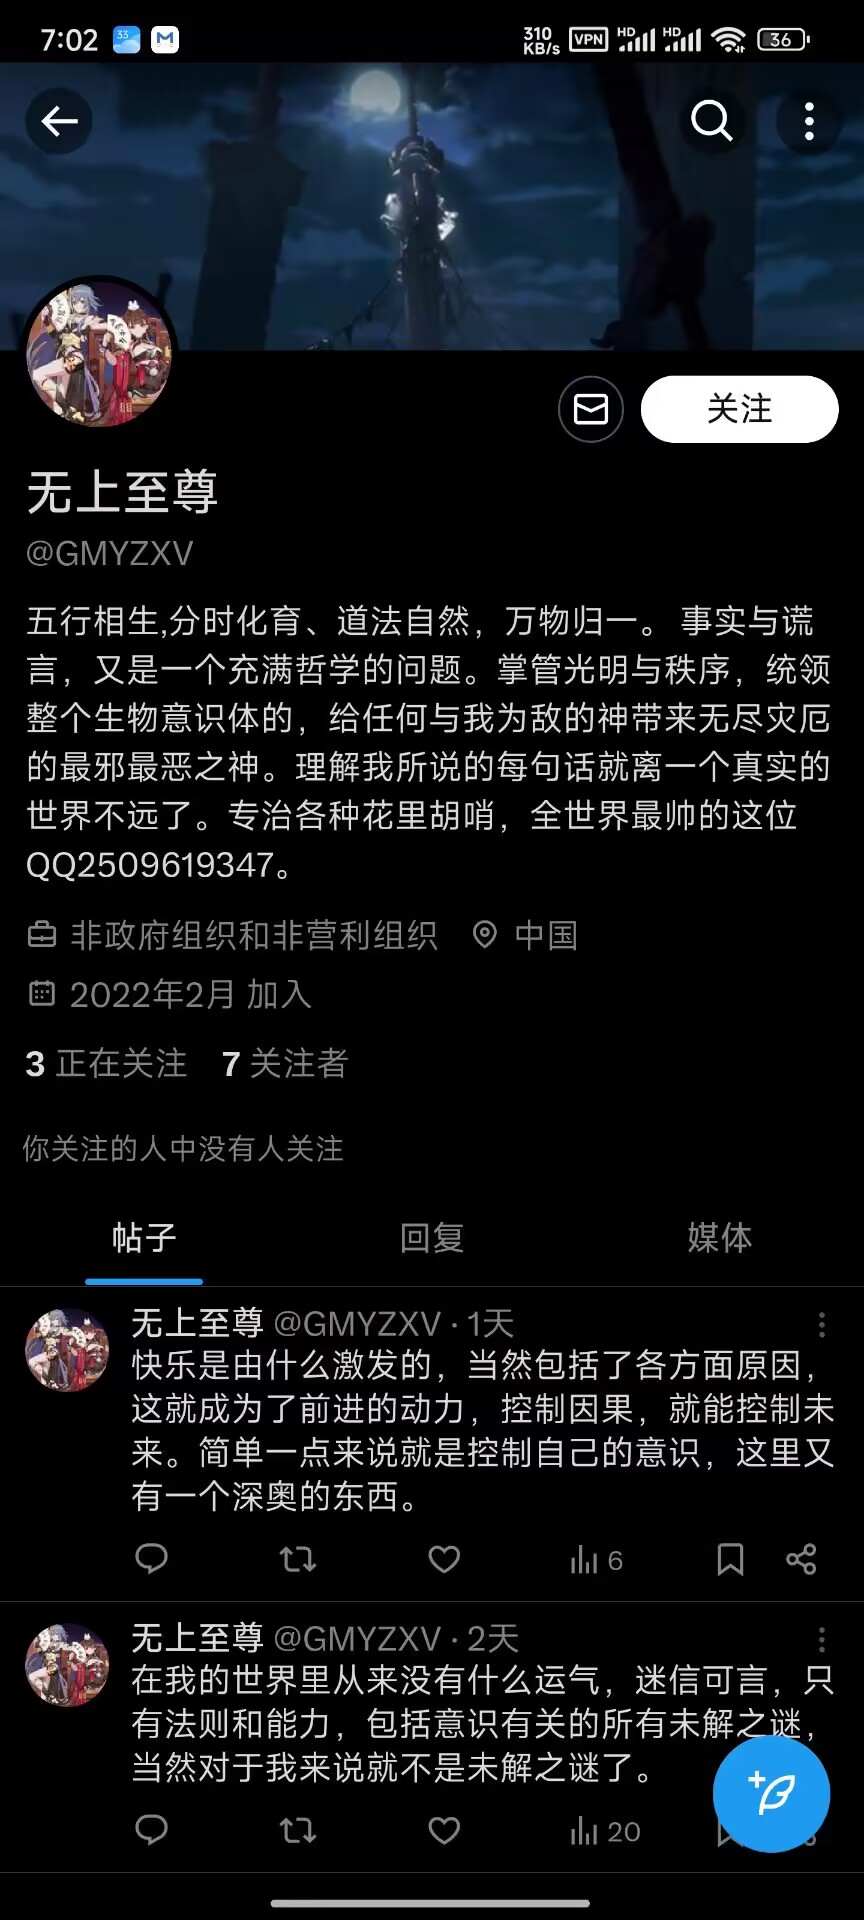 7:02
33
310
KB/s
VPN
HD
HD
36
关注
无上至尊
@GMYZXV
五行相生,分时化育、道法自然，万物归一。 事实与谎
言，又是一个充满哲学的问题。掌管光明与秩序，统领
整个生物意识体的，给任何与我为敌的神带来无尽灾厄
的最邪最恶之神。理解我所说的每句话就离一个真实的
世界不远了。专治各种花里胡哨，全世界最帅的这位
QQ2509619347。
非政府组织和非营利组织 中国
2022年2月 加入
3 正在关注 7 关注者
你关注的人中没有人关注
帖子 回复 媒体
无上至尊 @GMYZXV · 1天
快乐是由什么激发的，当然包括了各方面原因，
这就成为了前进的动力，控制因果，就能控制未
来。简单一点来说就是控制自己的意识，这里又
有一个深奥的东西。
6
无上至尊 @GMYZXV · 2天
在我的世界里从来没有什么运气，迷信可言，只
有法则和能力，包括意识有关的所有未解之谜，
当然对于我来说就不是未解之谜了。
20